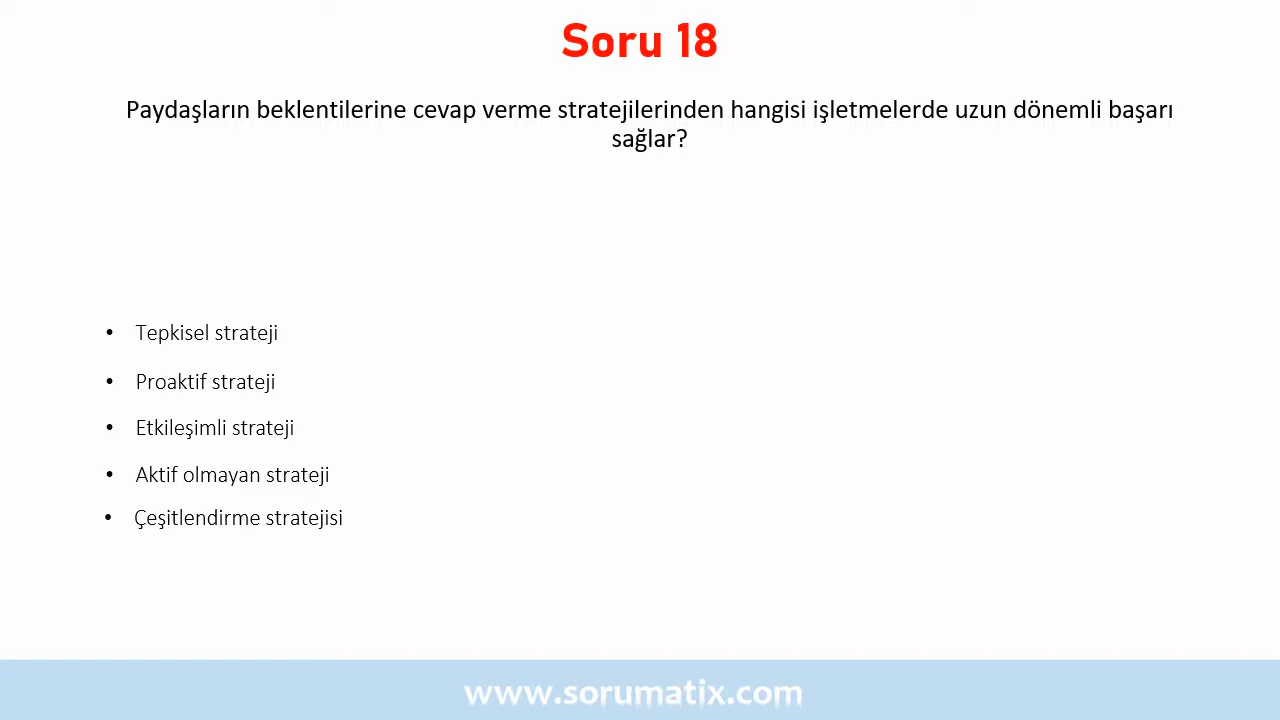 Soru 18
Paydaşların beklentilerine cevap verme stratejilerinden hangisi işletmelerde uzun dönemli başarı
sağlar?
• Tepkisel strateji
• Proaktif strateji
• Etkileşimli strateji
• Aktif olmayan strateji
• Çeşitlendirme stratejisi
www.sorumatix.com